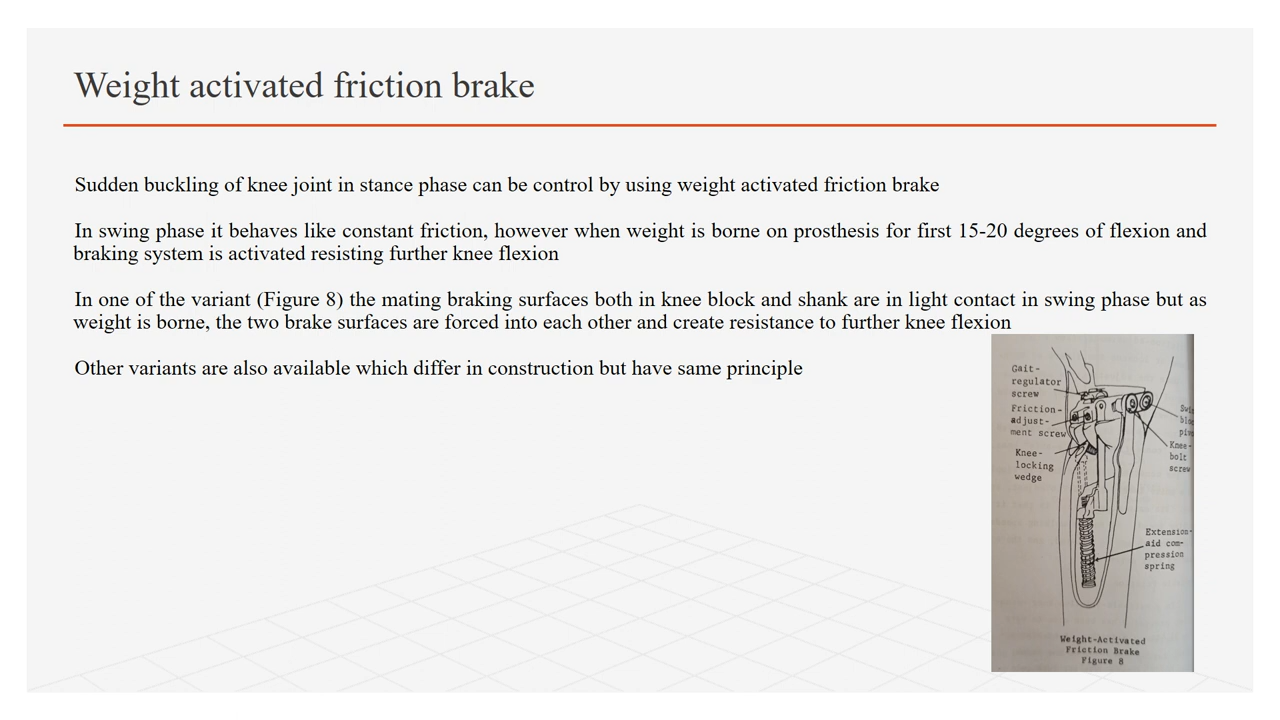 Weight activated friction brake
Sudden buckling of knee joint in stance phase can be control by using weight activated friction brake
In swing phase it behaves like constant friction, however when weight is borne on prosthesis for first 15-20 degrees of flexion and
braking system is activated resisting further knee flexion
In one of the variant (Figure 8) the mating braking surfaces both in knee block and shank are in light contact in swing phase but as
weight is borne, the two brake surfaces are forced into each other and create resistance to further knee flexion
Other variants are also available which differ in construction but have same principle
Gait-
regulator
screw
Friction-
adjust-
ment screw
Knee-
locking
wedge
Knee-
bolt
screw
Extension-
aid com-
pression
spring
Weight-Activated
Friction Brake
Figure 8